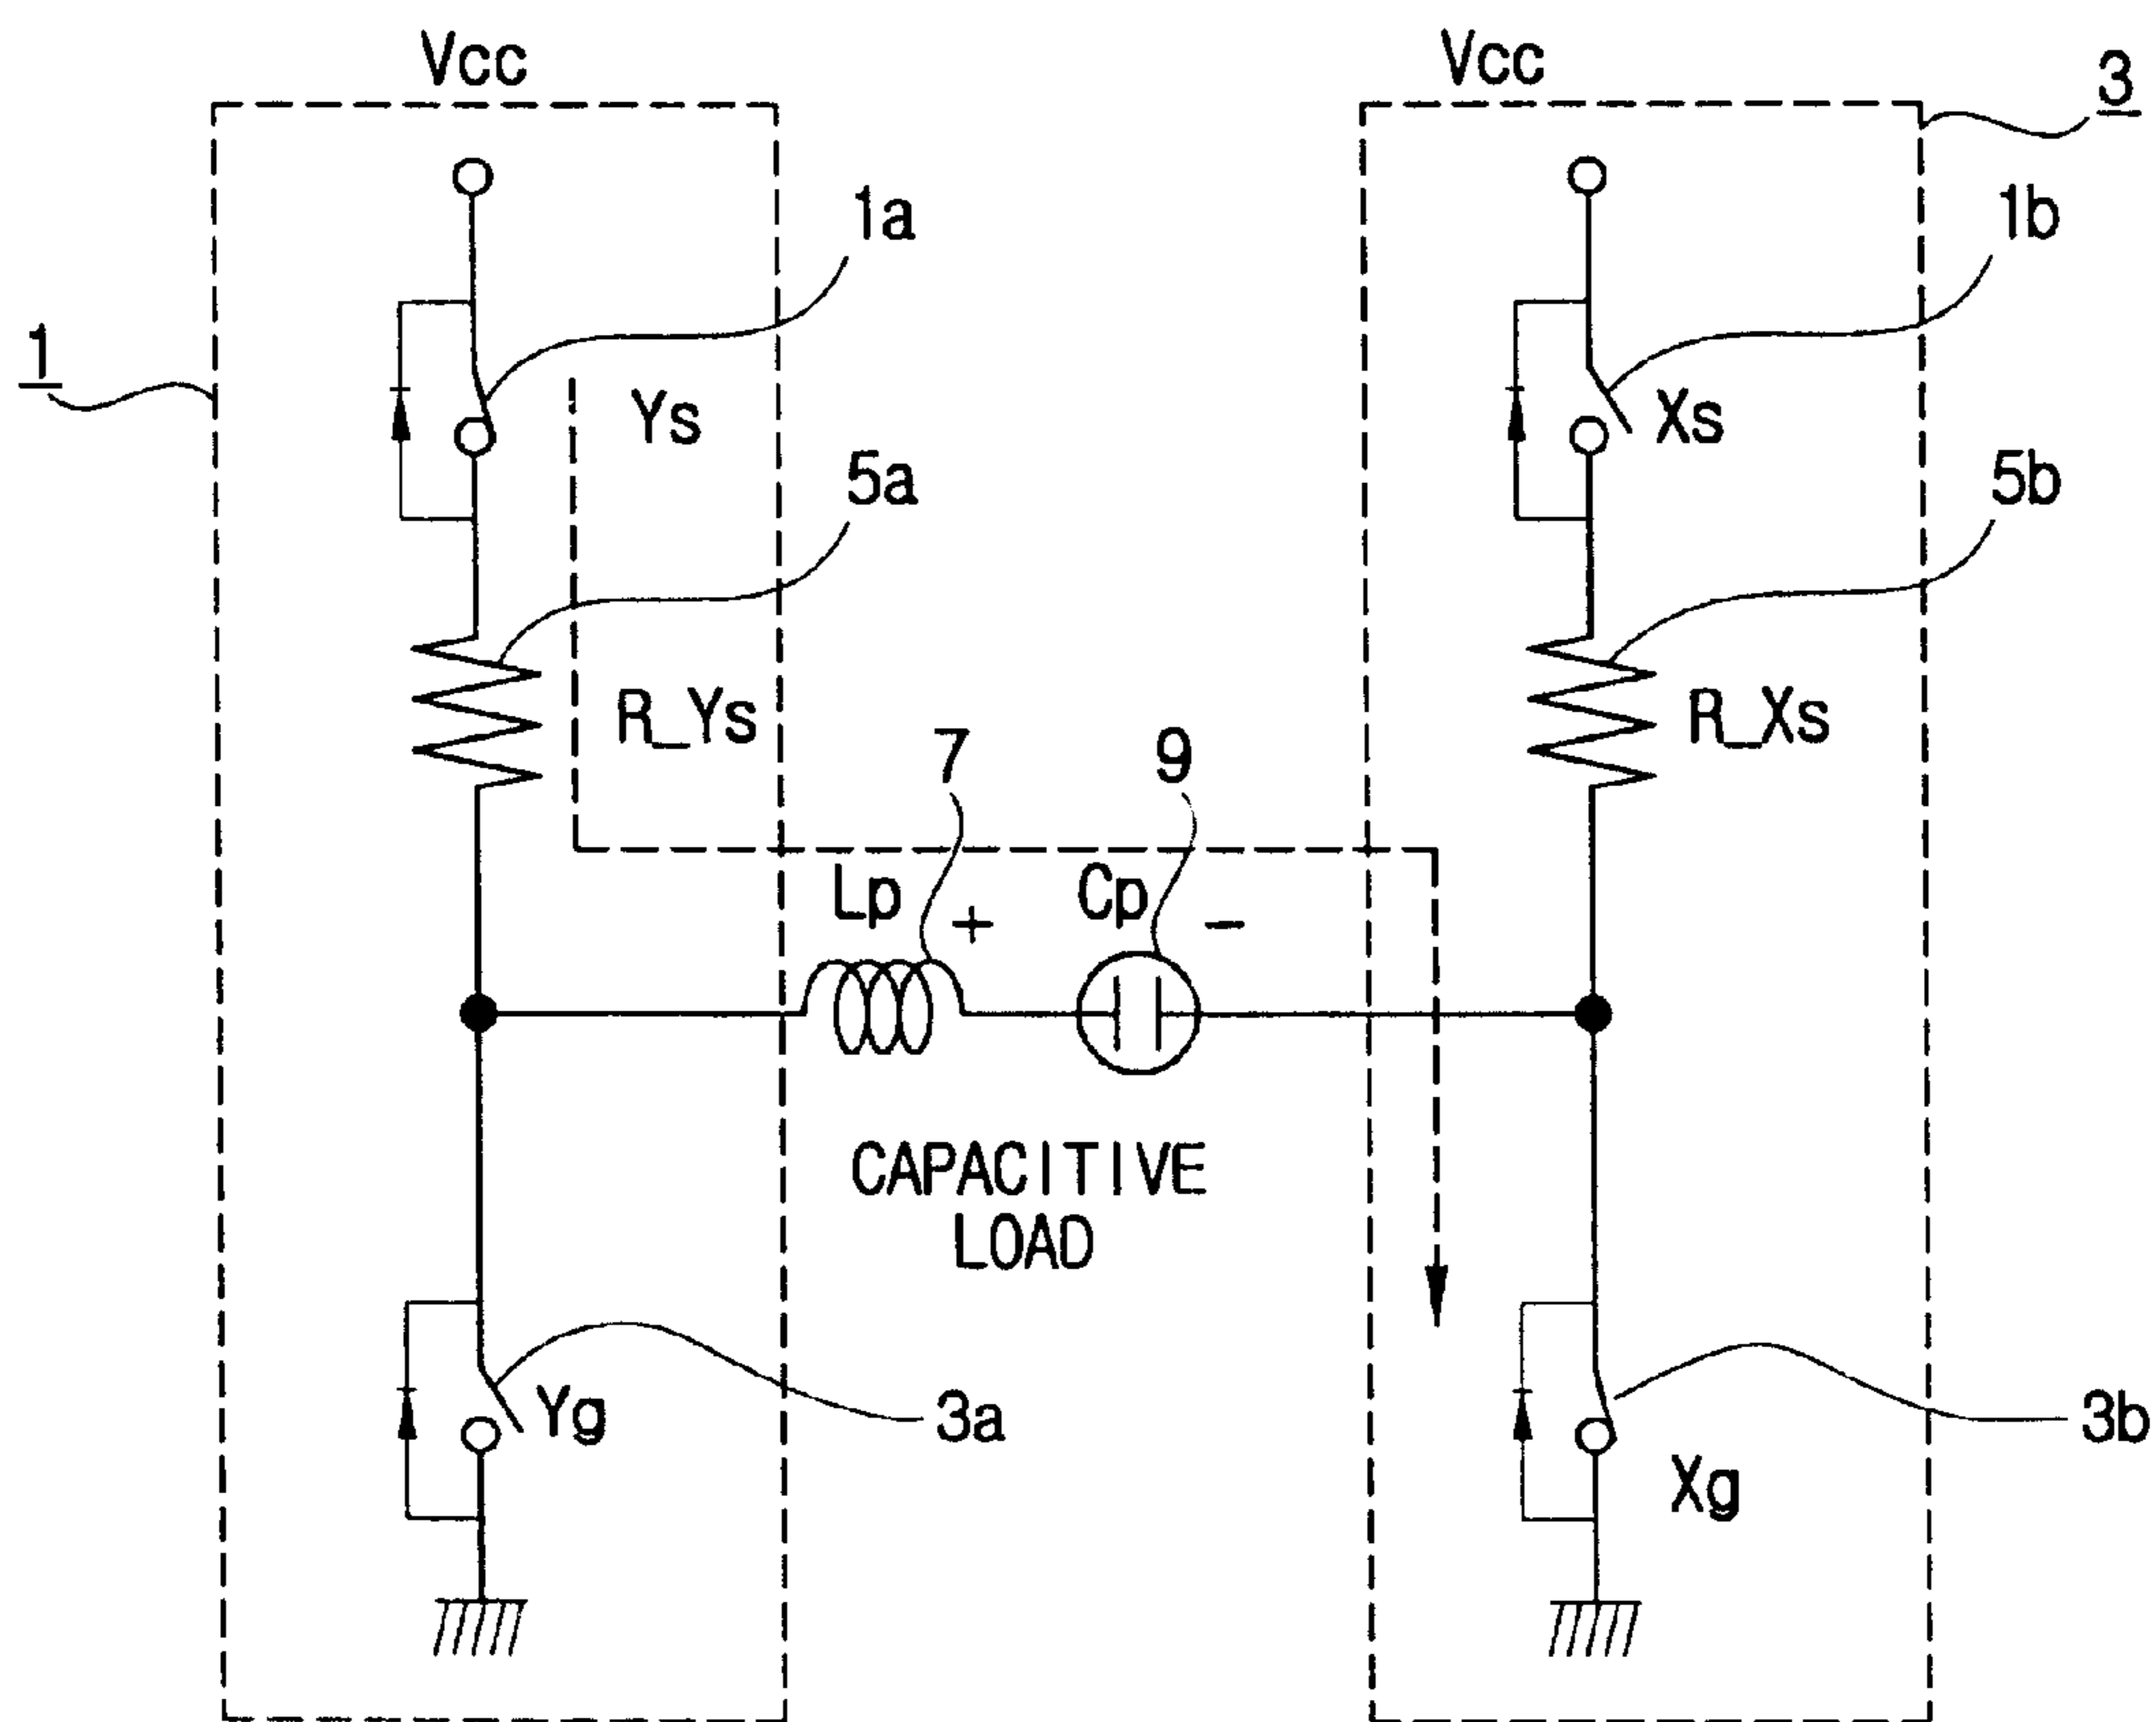 Vcc
Vcc
3
1a
1b
1
Ys
Xs
5a
5b
R_Ys
R_Xs
7
9
Lp
+
Cp
-
CAPACITIVE
LOAD
Yg
3a
3b
Xg